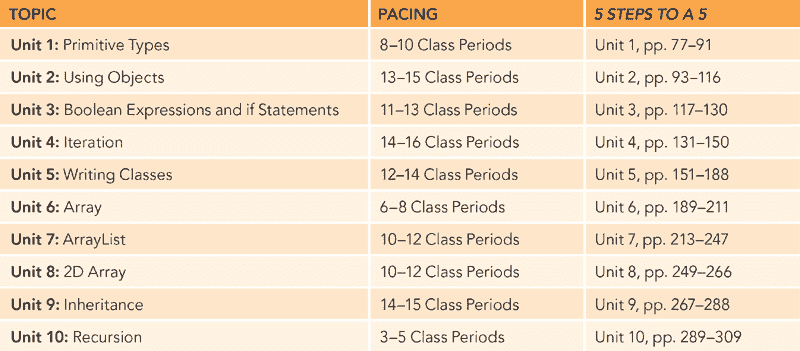 TOPIC PACING 5 STEPS TO A 5
Unit 1: Primitive Types 8–10 Class Periods Unit 1, pp. 77–91
Unit 2: Using Objects 13–15 Class Periods Unit 2, pp. 93–116
Unit 3: Boolean Expressions and if Statements 11–13 Class Periods Unit 3, pp. 117–130
Unit 4: Iteration 14–16 Class Periods Unit 4, pp. 131–150
Unit 5: Writing Classes 12–14 Class Periods Unit 5, pp. 151–188
Unit 6: Array 6–8 Class Periods Unit 6, pp. 189–211
Unit 7: ArrayList 10–12 Class Periods Unit 7, pp. 213–247
Unit 8: 2D Array 10–12 Class Periods Unit 8, pp. 249–266
Unit 9: Inheritance 14–15 Class Periods Unit 9, pp. 267–288
Unit 10: Recursion 3–5 Class Periods Unit 10, pp. 289–309